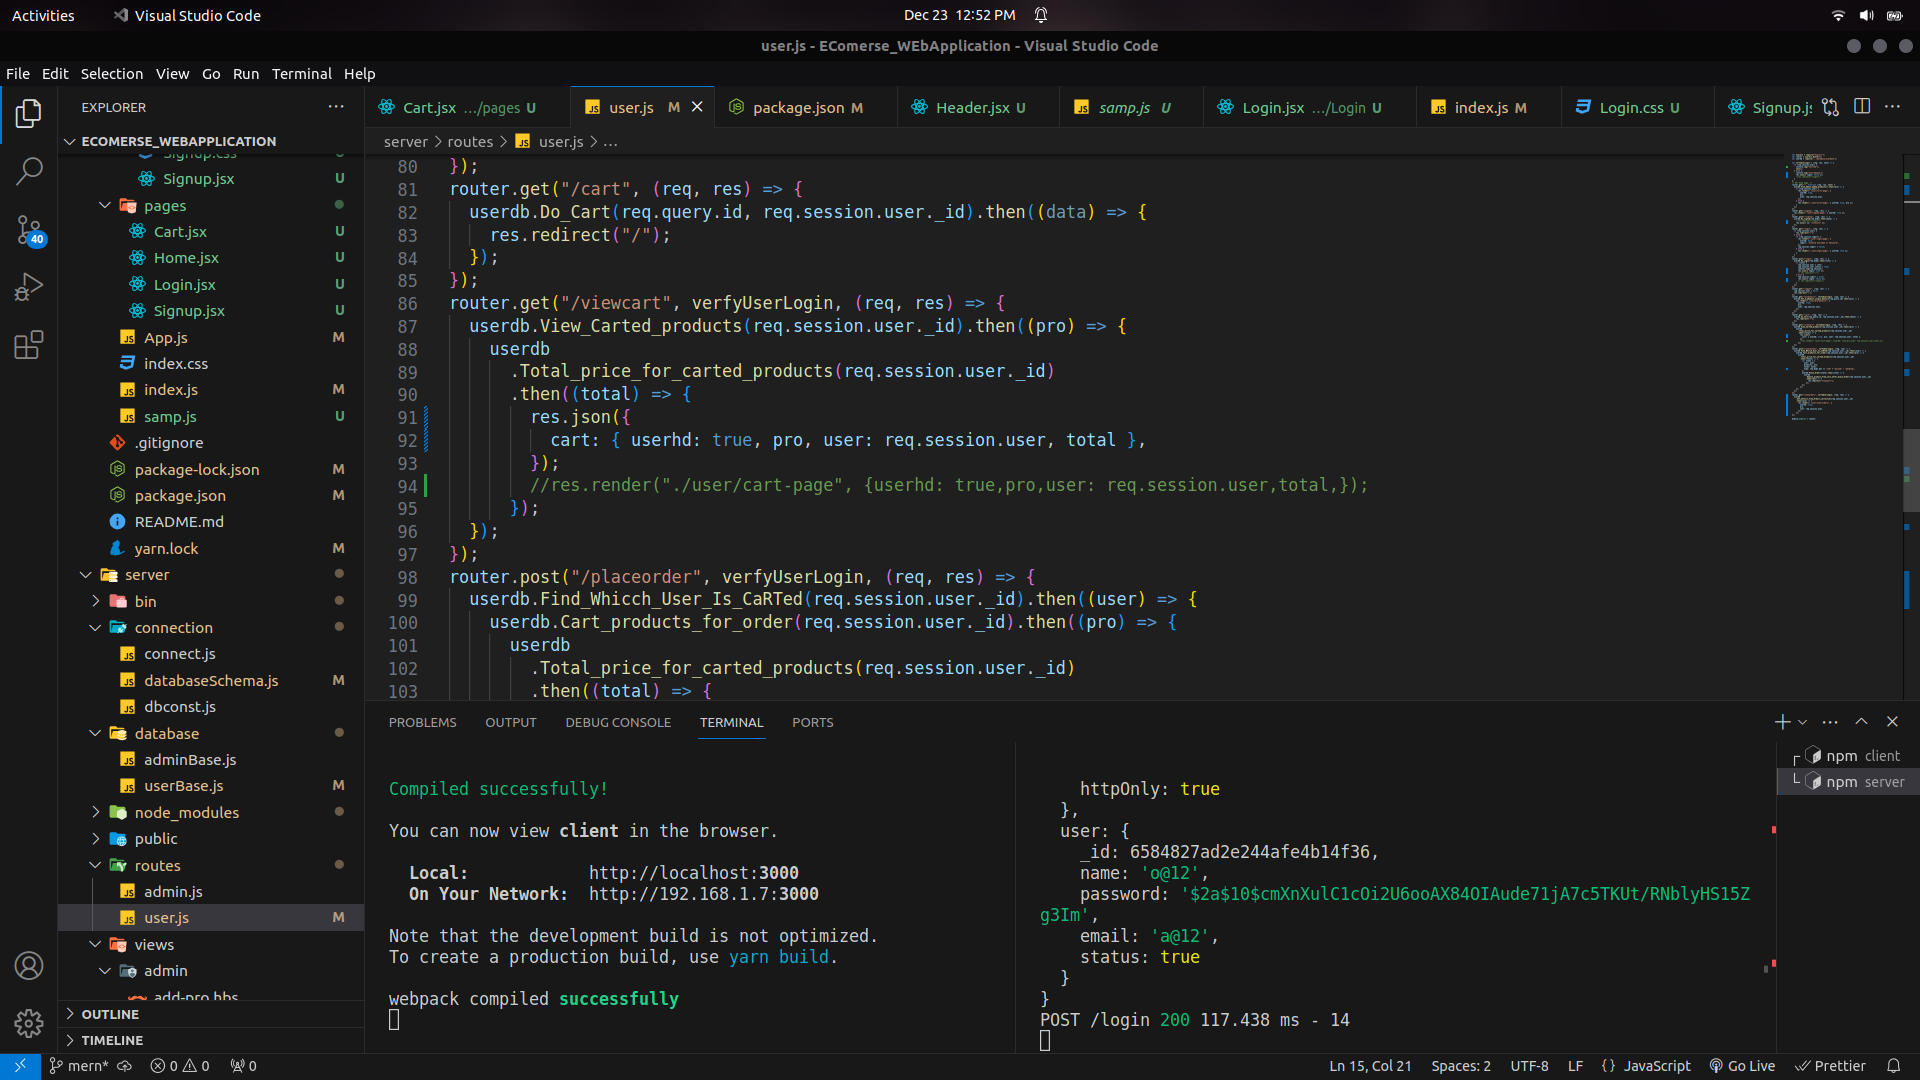 Activities
Visual Studio Code
Dec 23 12:52 PM
user.js - EComerse_WEbApplication - Visual Studio Code
File Edit Selection View Go Run Terminal Help
EXPLORER
Cart.jsx .../pages U
user.js M
package.json M
Header.jsx U
samp.js U
Login.jsx .../Login U
index.js M
Login.css U
Signup.js
ECOMERSE_WEBAPPLICATION
Signup.css U
Signup.jsx U
pages
Cart.jsx U
Home.jsx U
Login.jsx U
Signup.jsx U
App.js M
index.css
index.js M
samp.js U
.gitignore
package-lock.json M
package.json M
README.md
yarn.lock M
server
bin
connection
connect.js
databaseSchema.js M
dbconst.js
database
adminBase.js
userBase.js M
node_modules
public
routes
admin.js
user.js M
views
admin
add-pro.hbs
OUTLINE
TIMELINE
40
server > routes > user.js > ...
80 });
81 router.get("/cart", (req, res) => {
82 userdb.Do_Cart(req.query.id, req.session.user._id).then((data) => {
83 res.redirect("/");
84 });
85 });
86 router.get("/viewcart", verfyUserLogin, (req, res) => {
87 userdb.View_Carted_products(req.session.user._id).then((pro) => {
88 userdb
89 .Total_price_for_carted_products(req.session.user._id)
90 .then((total) => {
91 res.json({
92 cart: { userhd: true, pro, user: req.session.user, total },
93 });
94 //res.render("./user/cart-page", {userhd: true,pro,user: req.session.user,total,});
95 });
96 });
97 });
98 router.post("/placeorder", verfyUserLogin, (req, res) => {
99 userdb.Find_Whicch_User_Is_CaRTed(req.session.user._id).then((user) => {
100 userdb.Cart_products_for_order(req.session.user._id).then((pro) => {
101 userdb
102 .Total_price_for_carted_products(req.session.user._id)
103 .then((total) => {
PROBLEMS OUTPUT DEBUG CONSOLE TERMINAL PORTS
Compiled successfully!
You can now view client in the browser.
Local: http://localhost:3000
On Your Network: http://192.168.1.7:3000
Note that the development build is not optimized.
To create a production build, use yarn build.
webpack compiled successfully
httpOnly: true
},
user: {
_id: 6584827ad2e244afe4b14f36,
name: 'o@12',
password: '$2a$10$cmXnXulC1cOi2U6ooAX84OIAude71jA7c5TKUt/RNblyHS15Z
g3Im',
email: 'a@12',
status: true
}
}
POST /login 200 117.438 ms - 14
npm client
npm server
mern* 0 0 0
Ln 15, Col 21 Spaces: 2 UTF-8 LF {} JavaScript Go Live Prettier